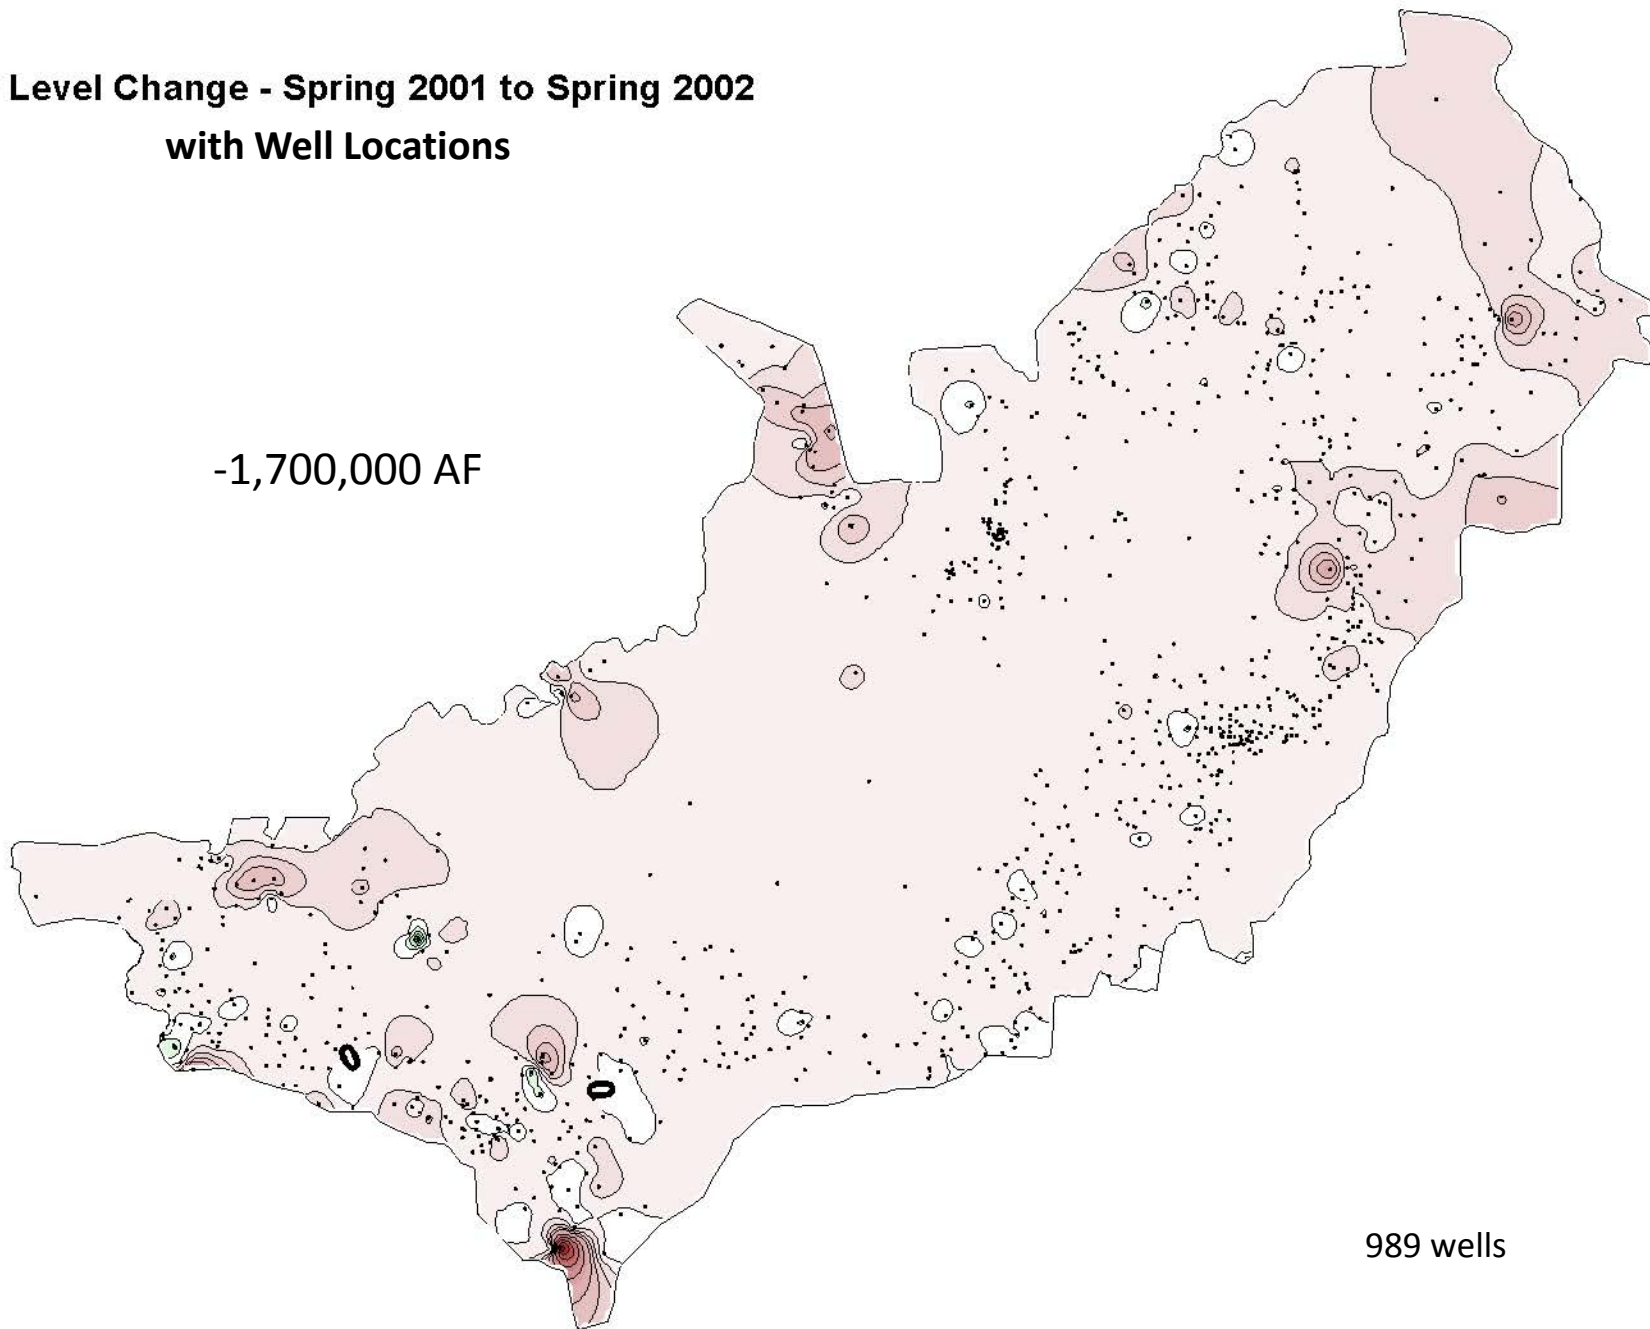 Level Change - Spring 2001 to Spring 2002
with Well Locations
-1,700,000 AF
0
0
989 wells